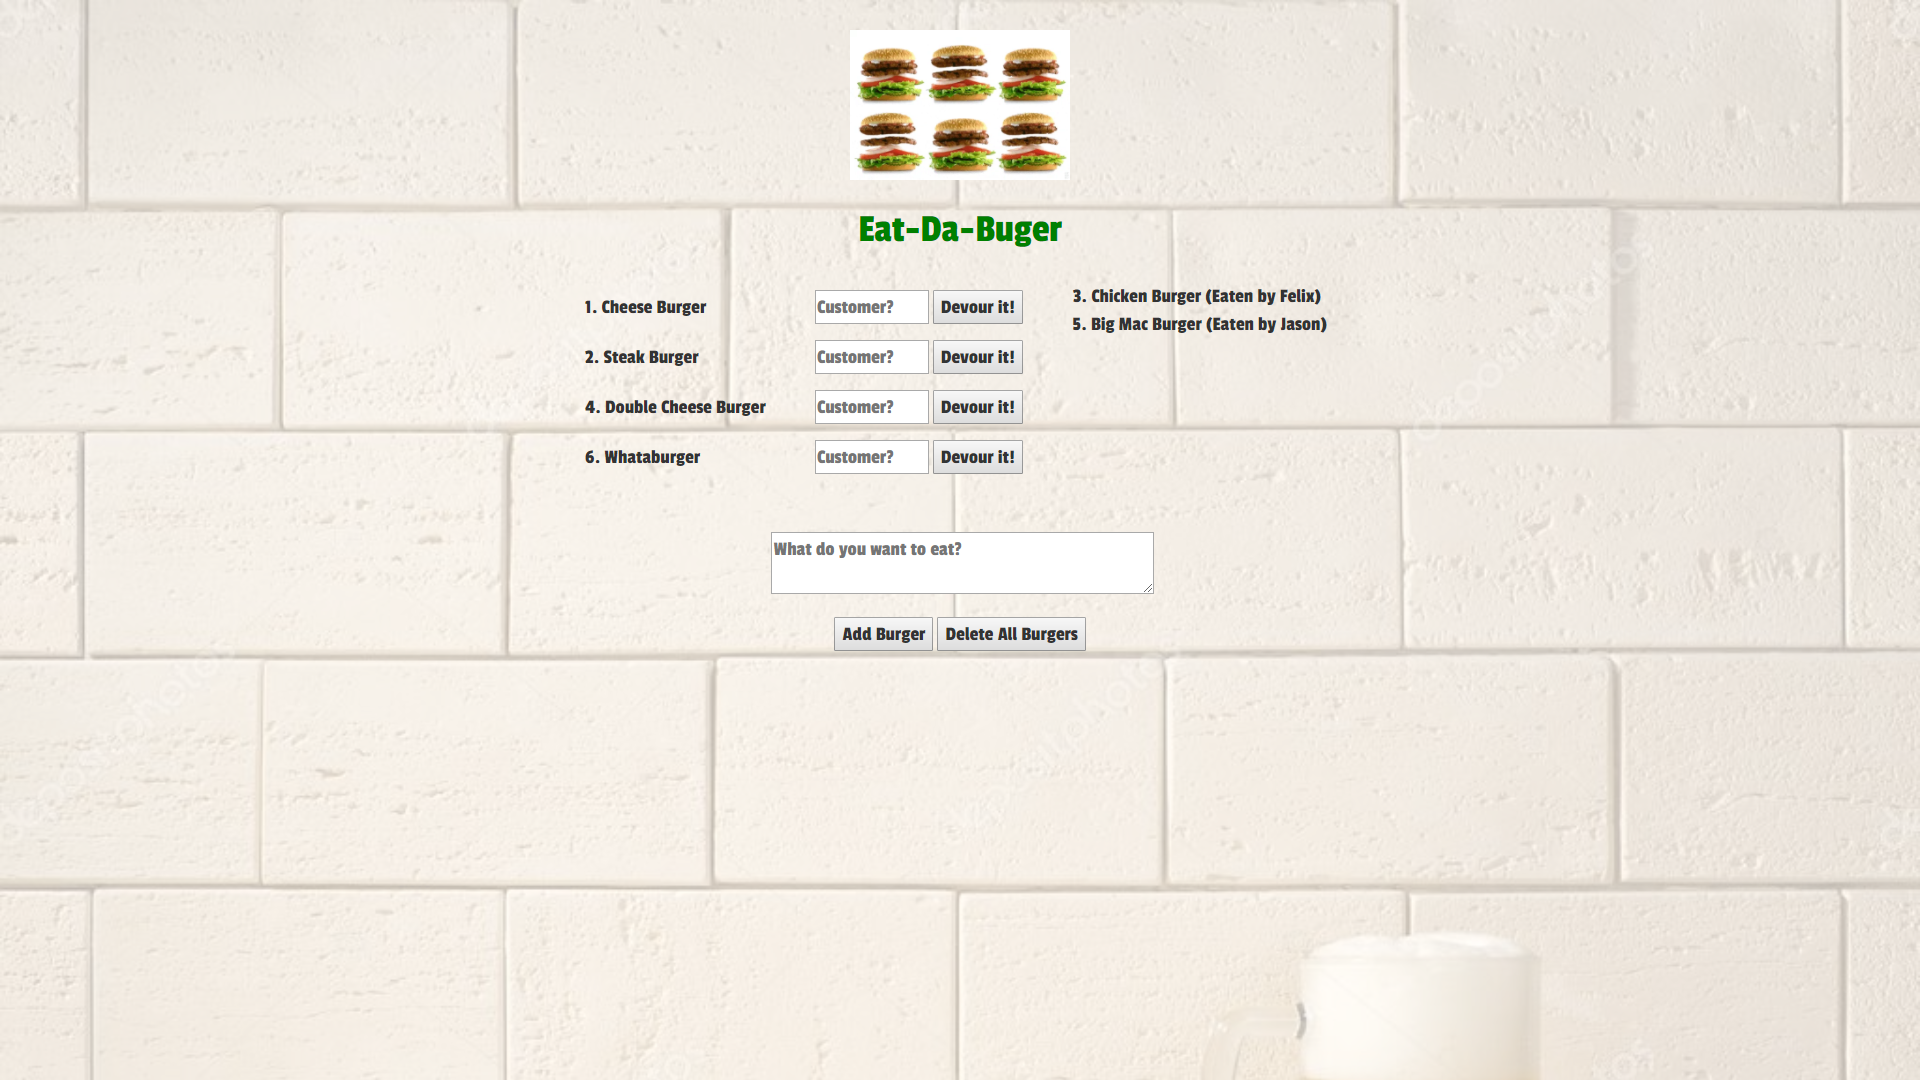 Eat-Da-Buger
1. Cheese Burger Customer? Devour it!
2. Steak Burger Customer? Devour it!
4. Double Cheese Burger Customer? Devour it!
6. Whataburger Customer? Devour it!
3. Chicken Burger (Eaten by Felix)
5. Big Mac Burger (Eaten by Jason)
What do you want to eat?
Add Burger Delete All Burgers
depositphotos